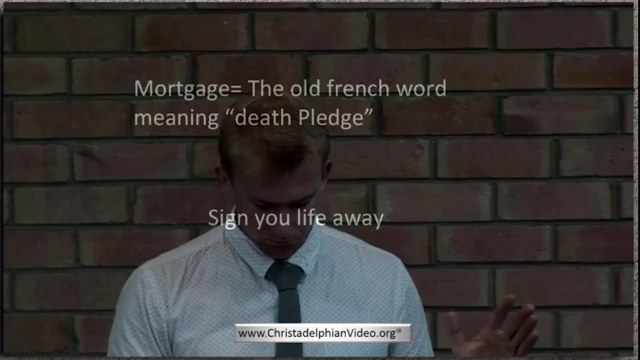 Mortgage= The old french word
meaning “death Pledge”
Sign you life away
www.ChristadelphianVideo.org®